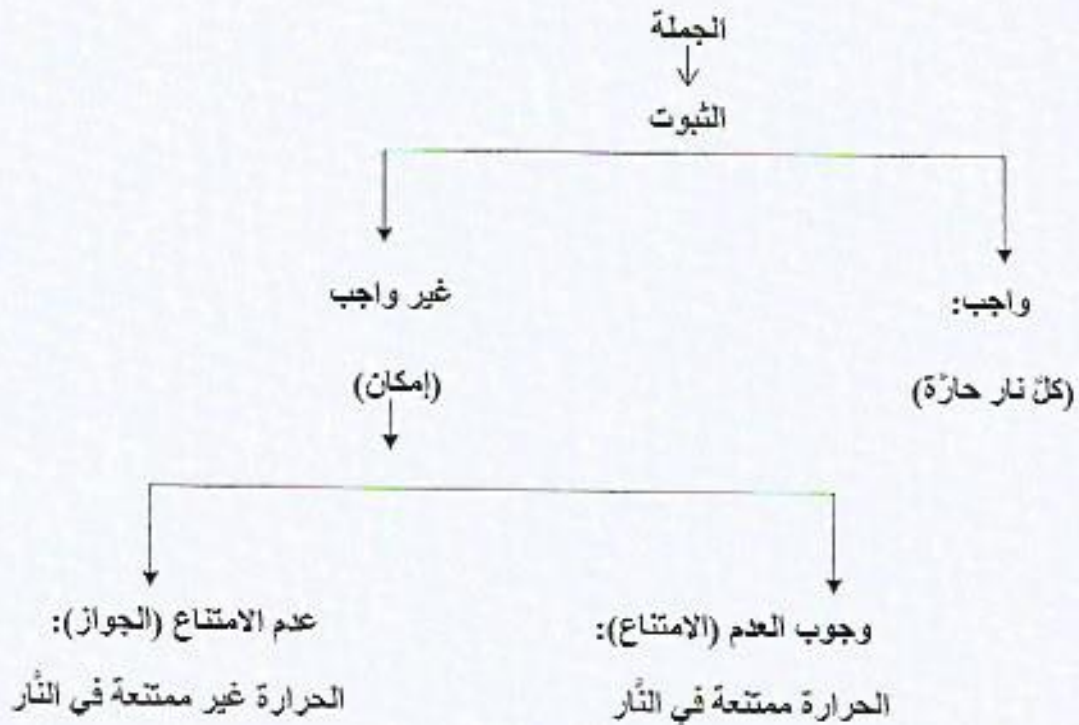 الجملة
الثبوت
واجب:
غير واجب
(كلّ نار حارّة)
(إمكان)
وجوب العدم (الامتناع):
عدم الامتناع (الجواز):
الحرارة ممتنعة في النَّار
الحرارة غير ممتنعة في النَّار